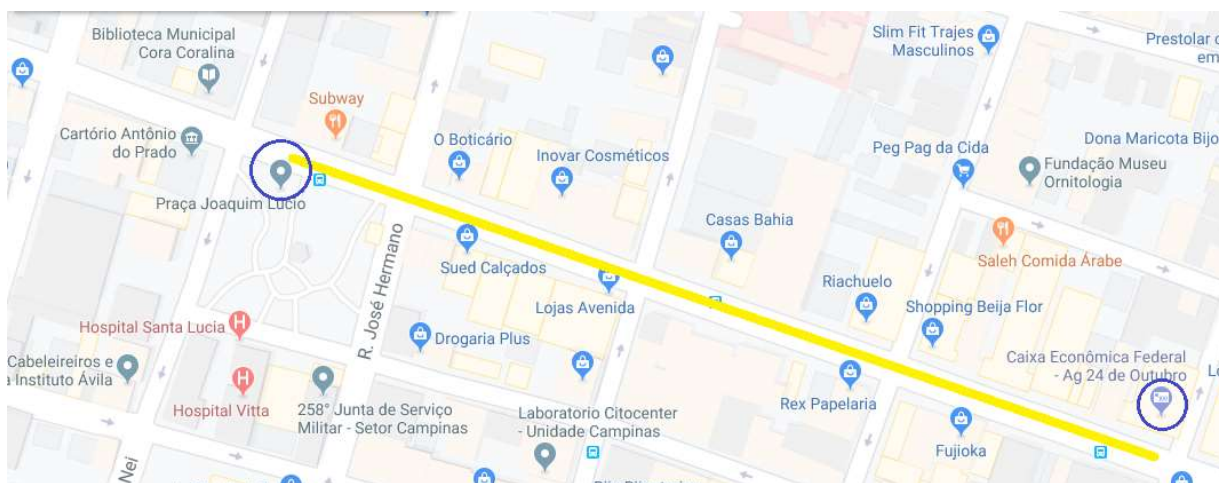 Biblioteca Municipal
Cora Coralina
Slim Fit Trajes
Masculinos
Prestolar
em
Subway
Cartório Antônio
do Prado
O Boticário
Inovar Cosméticos
Peg Pag da Cida
Dona Maricota Bijo
Fundação Museu
Ornitologia
Praça Joaquim Lúcio
R. José Hermano
Casas Bahia
Sued Calçados
Saleh Comida Árabe
Lojas Avenida
Riachuelo
Shopping Beija Flor
Hospital Santa Lucia
H
Drogaria Plus
Cabeleireiros e
a Instituto Ávila
Caixa Econômica Federal
- Ag 24 de Outubro
H
Hospital Vitta
258° Junta de Serviço
Militar - Setor Campinas
Laboratorio Citocenter
- Unidade Campinas
Rex Papelaria
Fujioka
Nei